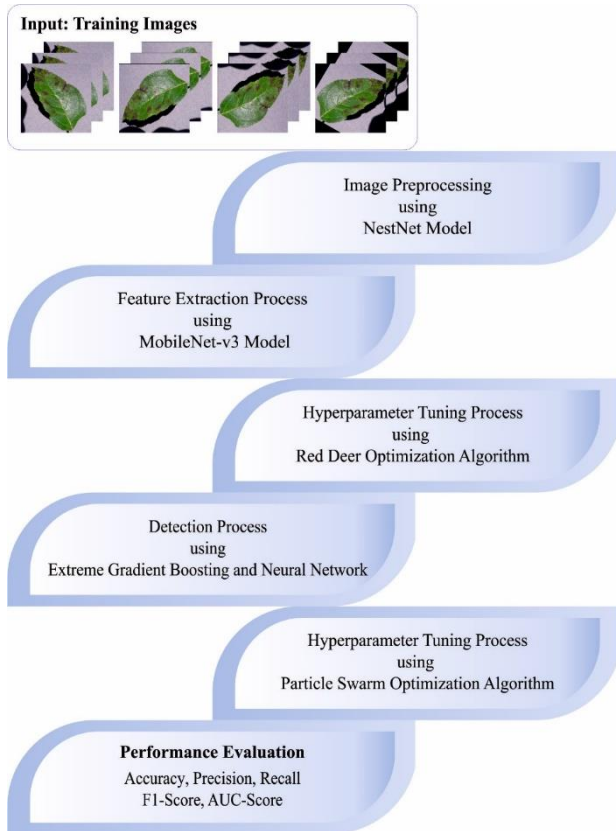 Input: Training Images
Image Preprocessing
using
NestNet Model
Feature Extraction Process
using
MobileNet-v3 Model
Hyperparameter Tuning Process
using
Red Deer Optimization Algorithm
Detection Process
using
Extreme Gradient Boosting and Neural Network
Hyperparameter Tuning Process
using
Particle Swarm Optimization Algorithm
Performance Evaluation
Accuracy, Precision, Recall
F1-Score, AUC-Score